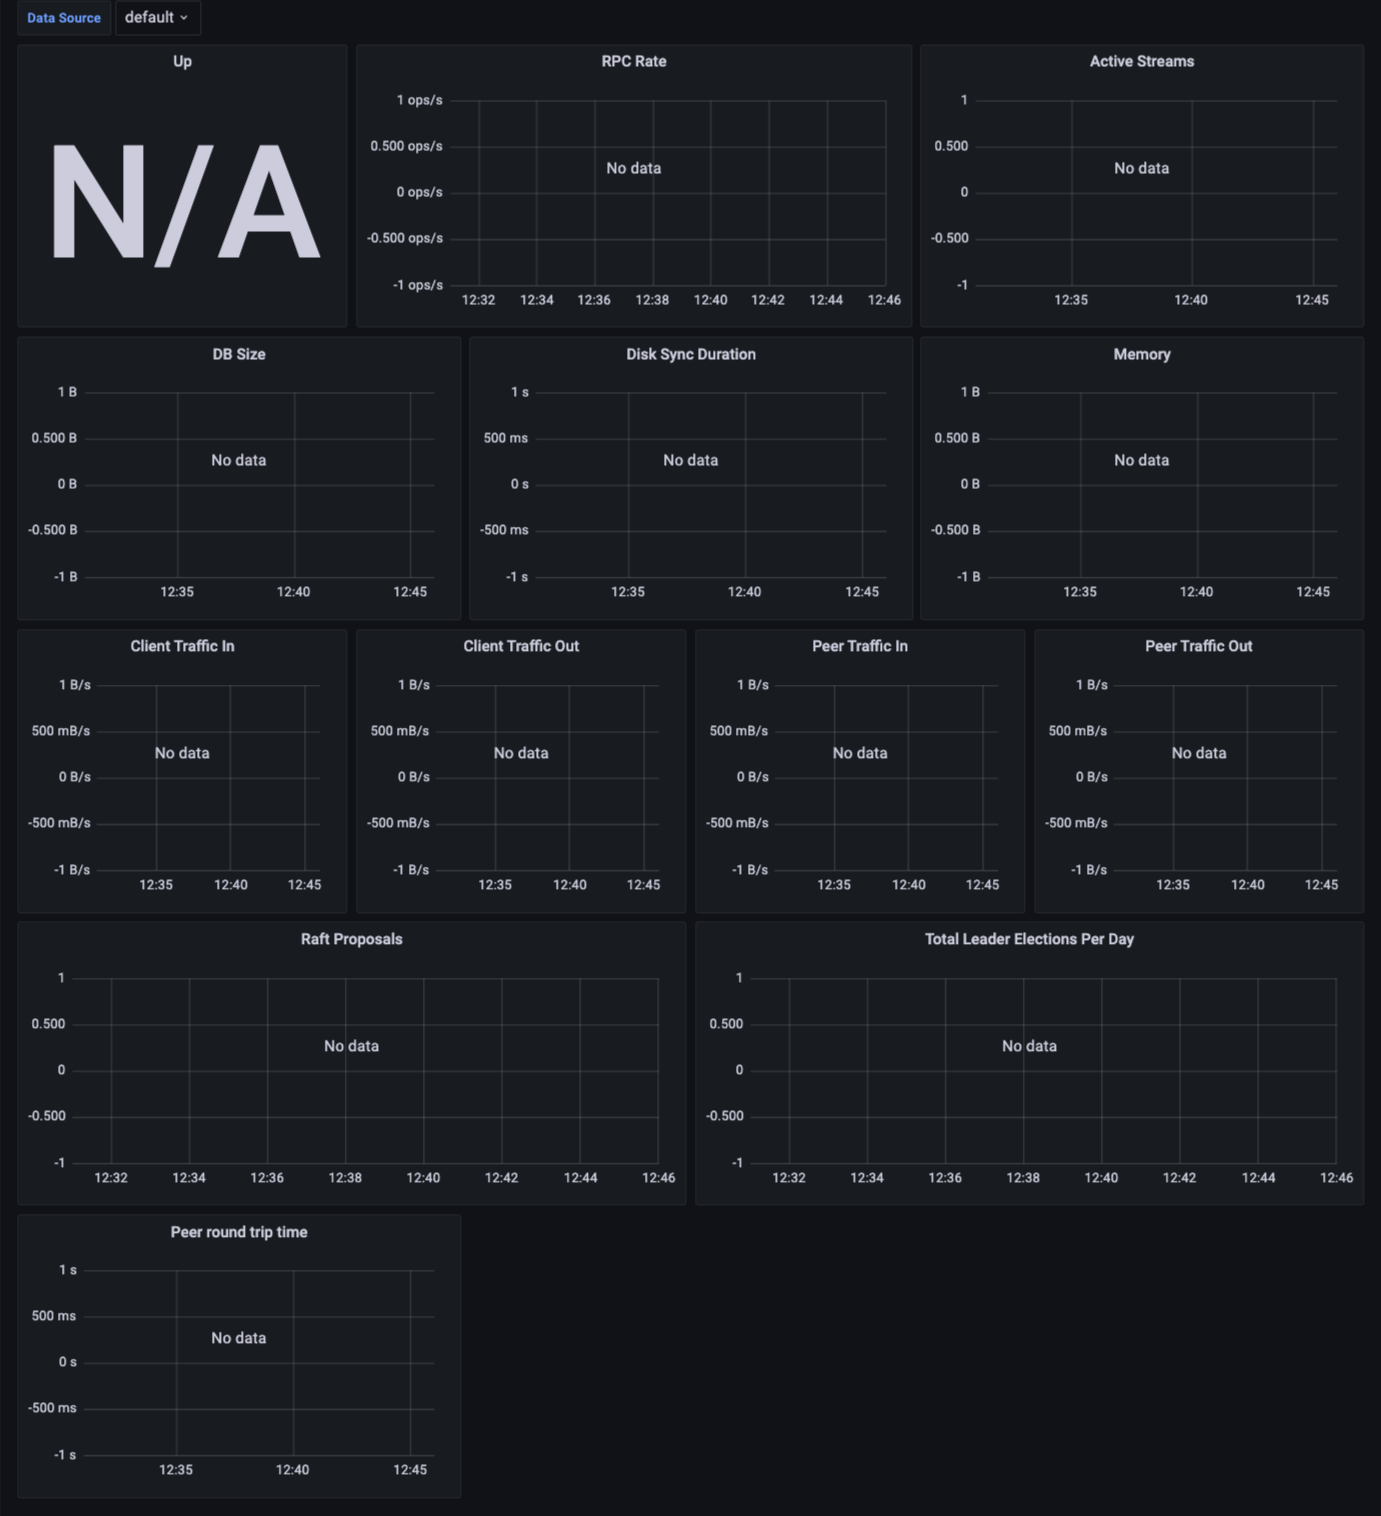 Data Source default
Up
N/A
RPC Rate
1 ops/s
0.500 ops/s
No data
0 ops/s
-0.500 ops/s
-1 ops/s
12:32 12:34 12:36 12:38 12:40 12:42 12:44 12:46
Active Streams
1
0.500
No data
0
-0.500
-1
12:35 12:40 12:45
DB Size
1 B
0.500 B
No data
0 B
-0.500 B
-1 B
12:35 12:40 12:45
Disk Sync Duration
1 s
500 ms
No data
0 s
-500 ms
-1 s
12:35 12:40 12:45
Memory
1 B
0.500 B
No data
0 B
-0.500 B
-1 B
12:35 12:40 12:45
Client Traffic In
1 B/s
500 mB/s
No data
0 B/s
-500 mB/s
-1 B/s
12:35 12:40 12:45
Client Traffic Out
1 B/s
500 mB/s
No data
0 B/s
-500 mB/s
-1 B/s
12:35 12:40 12:45
Peer Traffic In
1 B/s
500 mB/s
No data
0 B/s
-500 mB/s
-1 B/s
12:35 12:40 12:45
Peer Traffic Out
1 B/s
500 mB/s
No data
0 B/s
-500 mB/s
-1 B/s
12:35 12:40 12:45
Raft Proposals
1
0.500
No data
0
-0.500
-1
12:32 12:34 12:36 12:38 12:40 12:42 12:44 12:46
Total Leader Elections Per Day
1
0.500
No data
0
-0.500
-1
12:32 12:34 12:36 12:38 12:40 12:42 12:44 12:46
Peer round trip time
1 s
500 ms
No data
0 s
-500 ms
-1 s
12:35 12:40 12:45